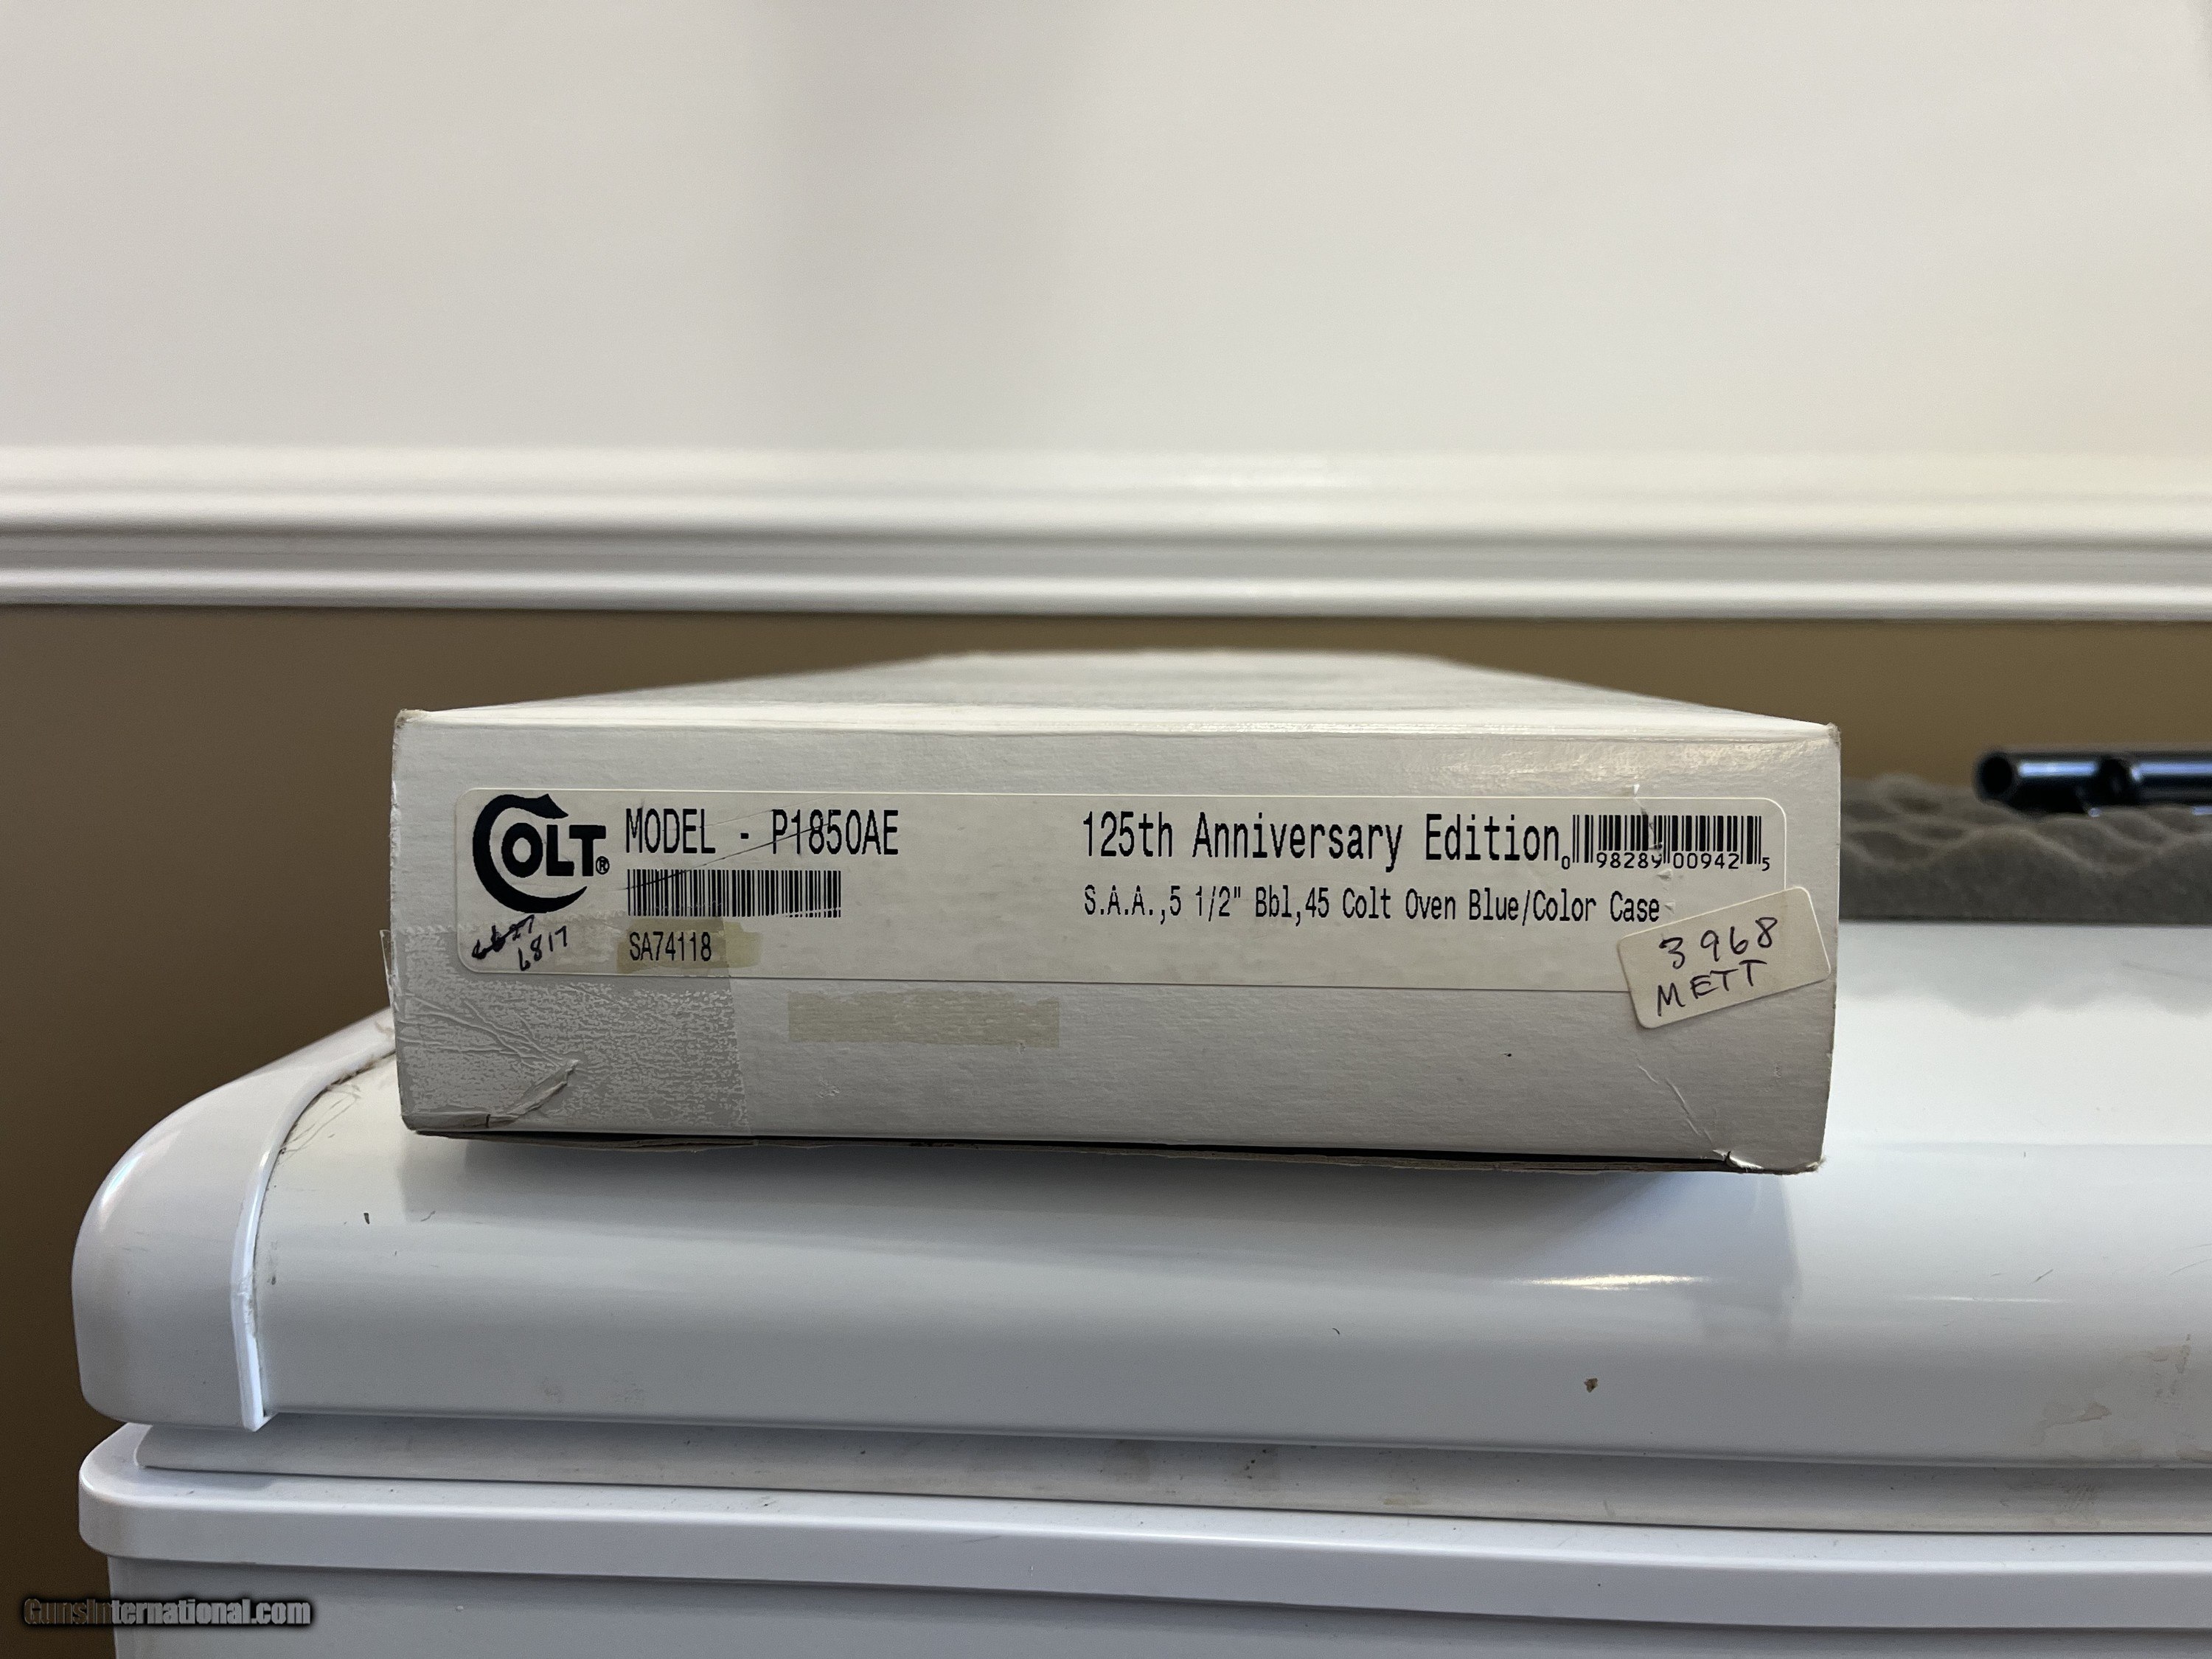 COLT® MODEL - P1850AE
SA74118
6817
125th Anniversary Edition
0 98289 00942 5
S.A.A.,5 1/2" Bbl,45 Colt Oven Blue/Color Case
3968
METT
GunsInternational.com